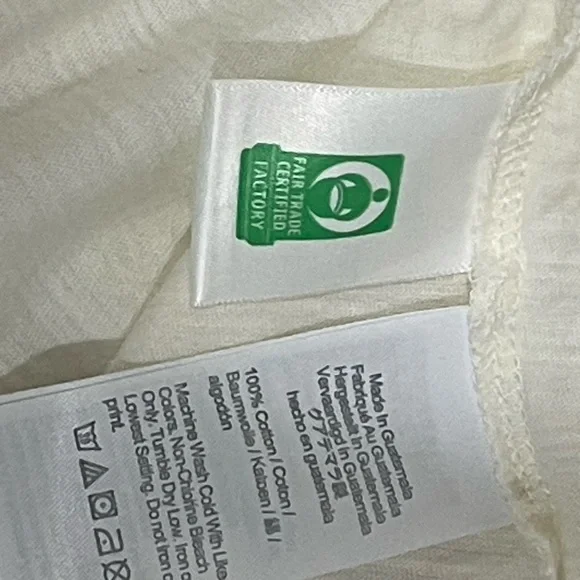 FAIR TRADE
CERTIFIED
FACTORY
Made In Guatemala
Fabriqué Au Guatemala
Hergestellt In Guatemala
Vervaardigd In Guatemala
グアテマラ製
hecho en guatemala
100% Cotton / Coton /
Baumwolle / Katoen / 綿 /
algodón
Machine Wash Cold With Like
Colors. Non-Chlorine Bleach
Only. Tumble Dry Low. Iron
Lowest Setting. Do not Iron
print.